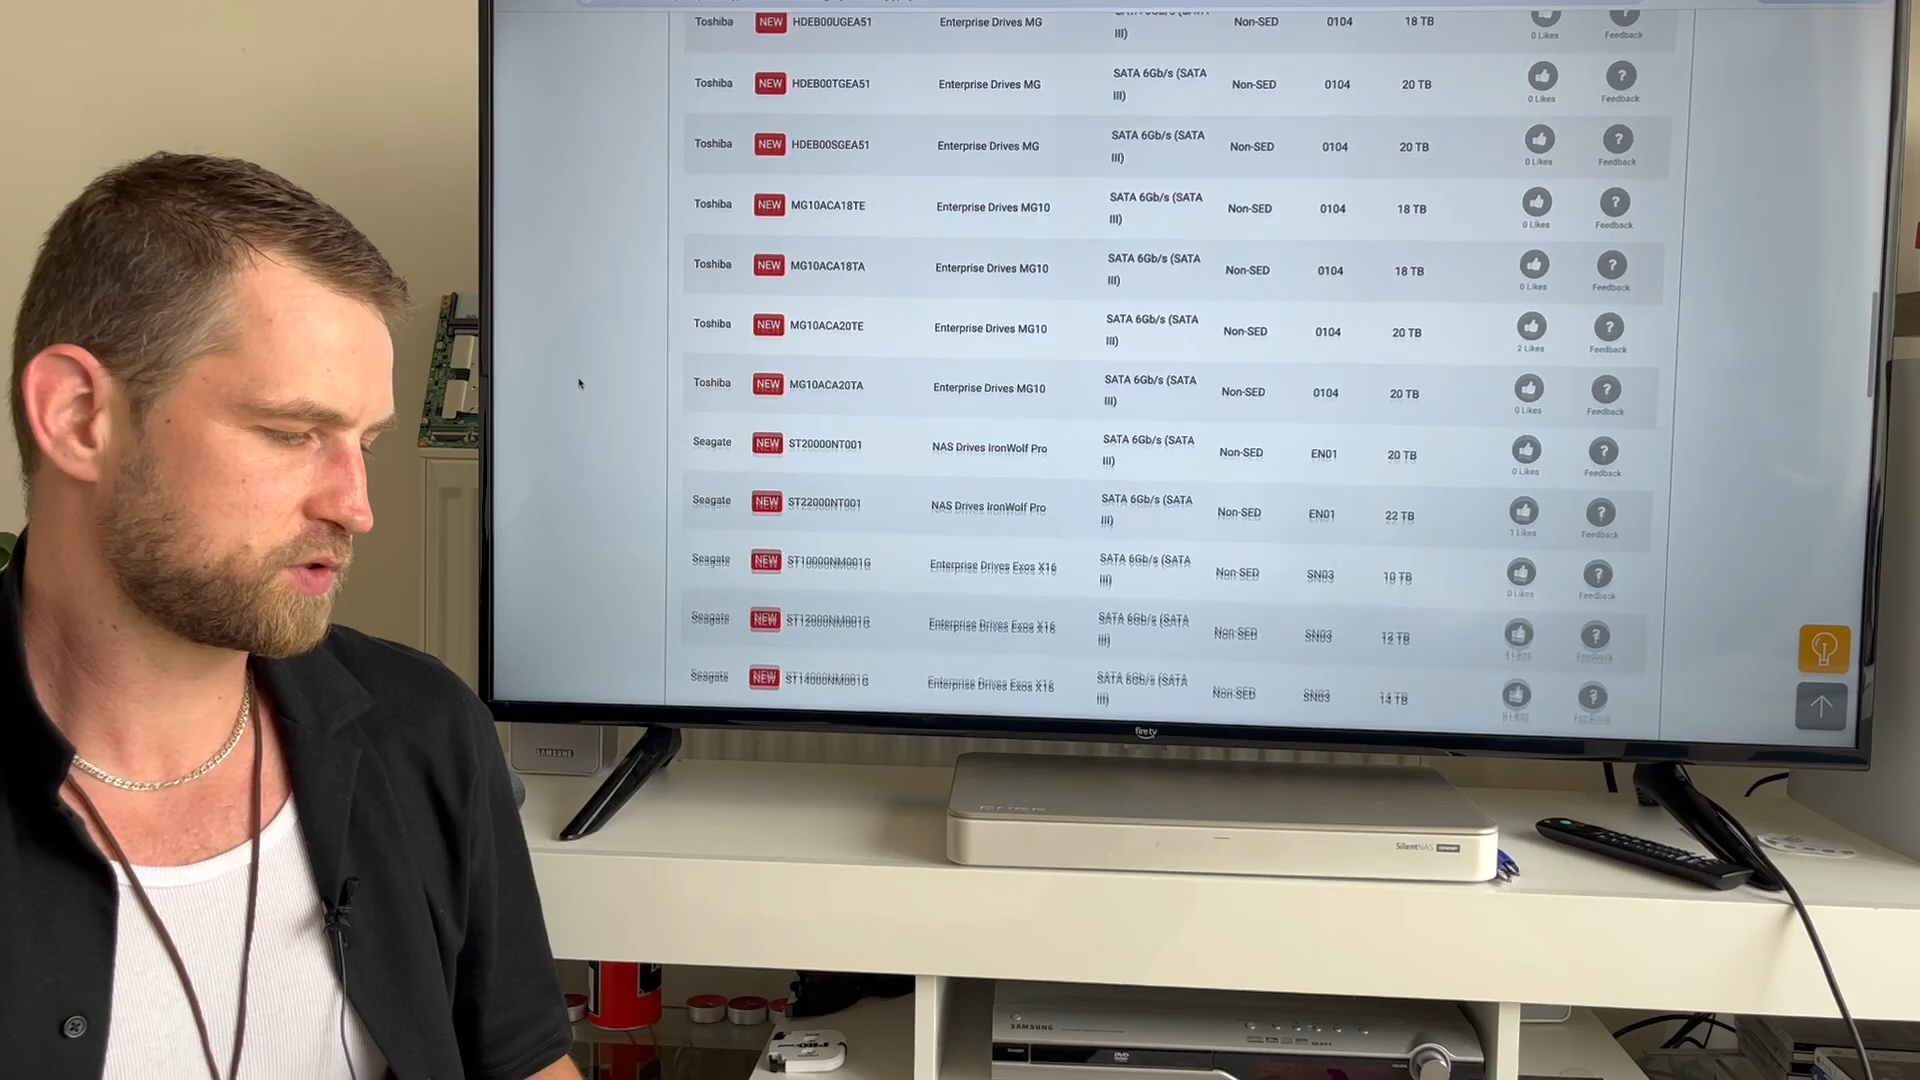 Toshiba NEW HDEB00UGEA51 Enterprise Drives MG III) Non-SED 0104 18 TB 0 Likes Feedback
Toshiba NEW HDEB00TGEA51 Enterprise Drives MG SATA 6Gb/s (SATA III) Non-SED 0104 20 TB 0 Likes Feedback
Toshiba NEW HDEB00SGEA51 Enterprise Drives MG SATA 6Gb/s (SATA III) Non-SED 0104 20 TB 0 Likes Feedback
Toshiba NEW MG10ACA18TE Enterprise Drives MG10 SATA 6Gb/s (SATA III) Non-SED 0104 18 TB 0 Likes Feedback
Toshiba NEW MG10ACA18TA Enterprise Drives MG10 SATA 6Gb/s (SATA III) Non-SED 0104 18 TB 0 Likes Feedback
Toshiba NEW MG10ACA20TE Enterprise Drives MG10 SATA 6Gb/s (SATA III) Non-SED 0104 20 TB 2 Likes Feedback
Toshiba NEW MG10ACA20TA Enterprise Drives MG10 SATA 6Gb/s (SATA III) Non-SED 0104 20 TB 0 Likes Feedback
Seagate NEW ST20000NT001 NAS Drives IronWolf Pro SATA 6Gb/s (SATA III) Non-SED EN01 20 TB 0 Likes Feedback
Seagate NEW ST22000NT001 NAS Drives IronWolf Pro SATA 6Gb/s (SATA III) Non-SED EN01 22 TB 1 Likes Feedback
Seagate NEW ST10000NM001G Enterprise Drives Exos X16 SATA 6Gb/s (SATA III) Non-SED SN03 10 TB 0 Likes Feedback
Seagate NEW ST12000NM001G Enterprise Drives Exos X16 SATA 6Gb/s (SATA III) Non-SED SN03 12 TB Likes Feedback
Seagate NEW ST14000NM001G Enterprise Drives Exos X16 SATA 6Gb/s (SATA III) Non-SED SN03 14 TB Likes Feedback
fire tv
SAMSUNG
SilentNAS
SAMSUNG
DVD